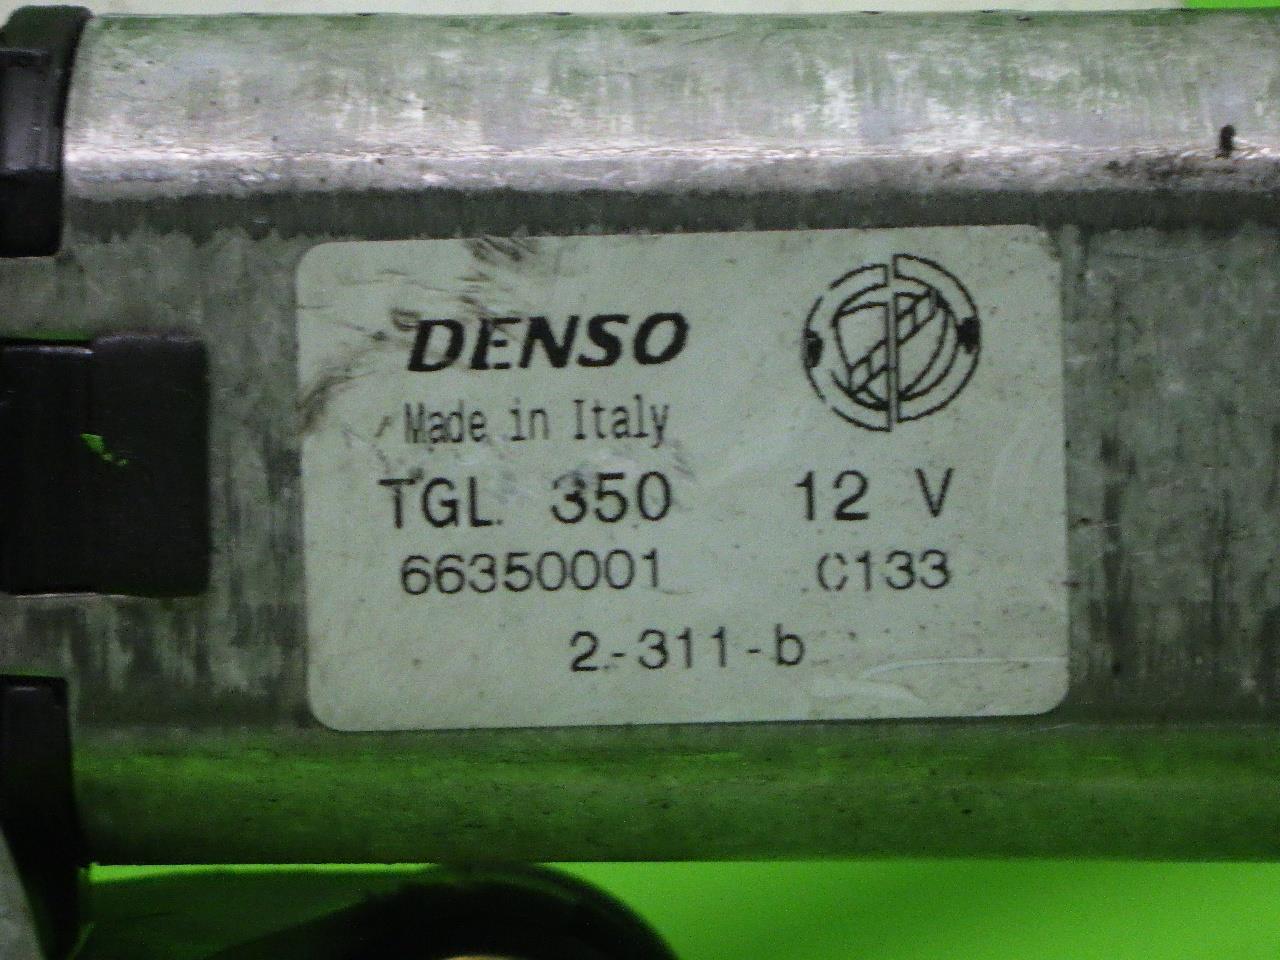 DENSO
Made in Italy
TGL 350 12 V
66350001 C133
2-311-b